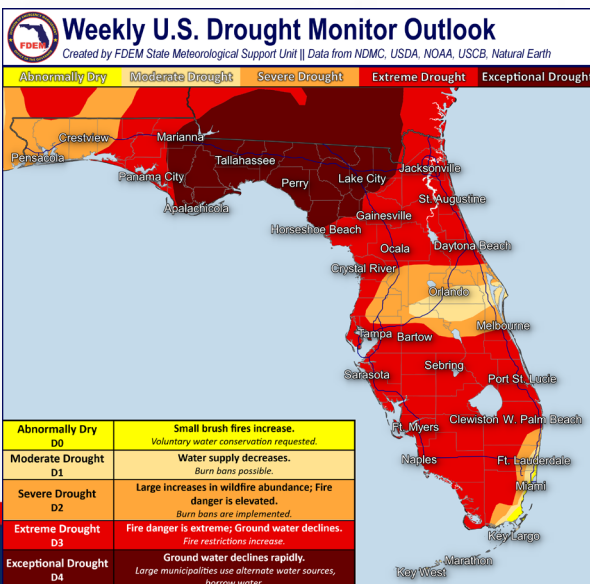 Weekly U.S. Drought Monitor Outlook
Created by FDEM State Meteorological Support Unit || Data from NDMC, USDA, NOAA, USCB, Natural Earth
FDEM
Abnormally Dry Moderate Drought Severe Drought Extreme Drought Exceptional Drought
Crestview
Marianna
Pensacola
Tallahassee
Panama City
Perry
Lake City
Jacksonville
Apalachicola
St. Augustine
Gainesville
Horseshoe Beach
Ocala
Daytona Beach
Crystal River
Orlando
Melbourne
Tampa
Bartow
Sebring
Sarasota
Port St. Lucie
Ft. Myers
Clewiston
W. Palm Beach
Naples
Ft. Lauderdale
Miami
Key Largo
Marathon
Key West
Abnormally Dry
D0
Small brush fires increase.
Voluntary water conservation requested.
Moderate Drought
D1
Water supply decreases.
Burn bans possible.
Severe Drought
D2
Large increases in wildfire abundance; Fire
danger is elevated.
Burn bans are implemented.
Extreme Drought
D3
Fire danger is extreme; Ground water declines.
Fire restrictions increase.
Exceptional Drought
D4
Ground water declines rapidly.
Large municipalities use alternate water sources,
borrow water.